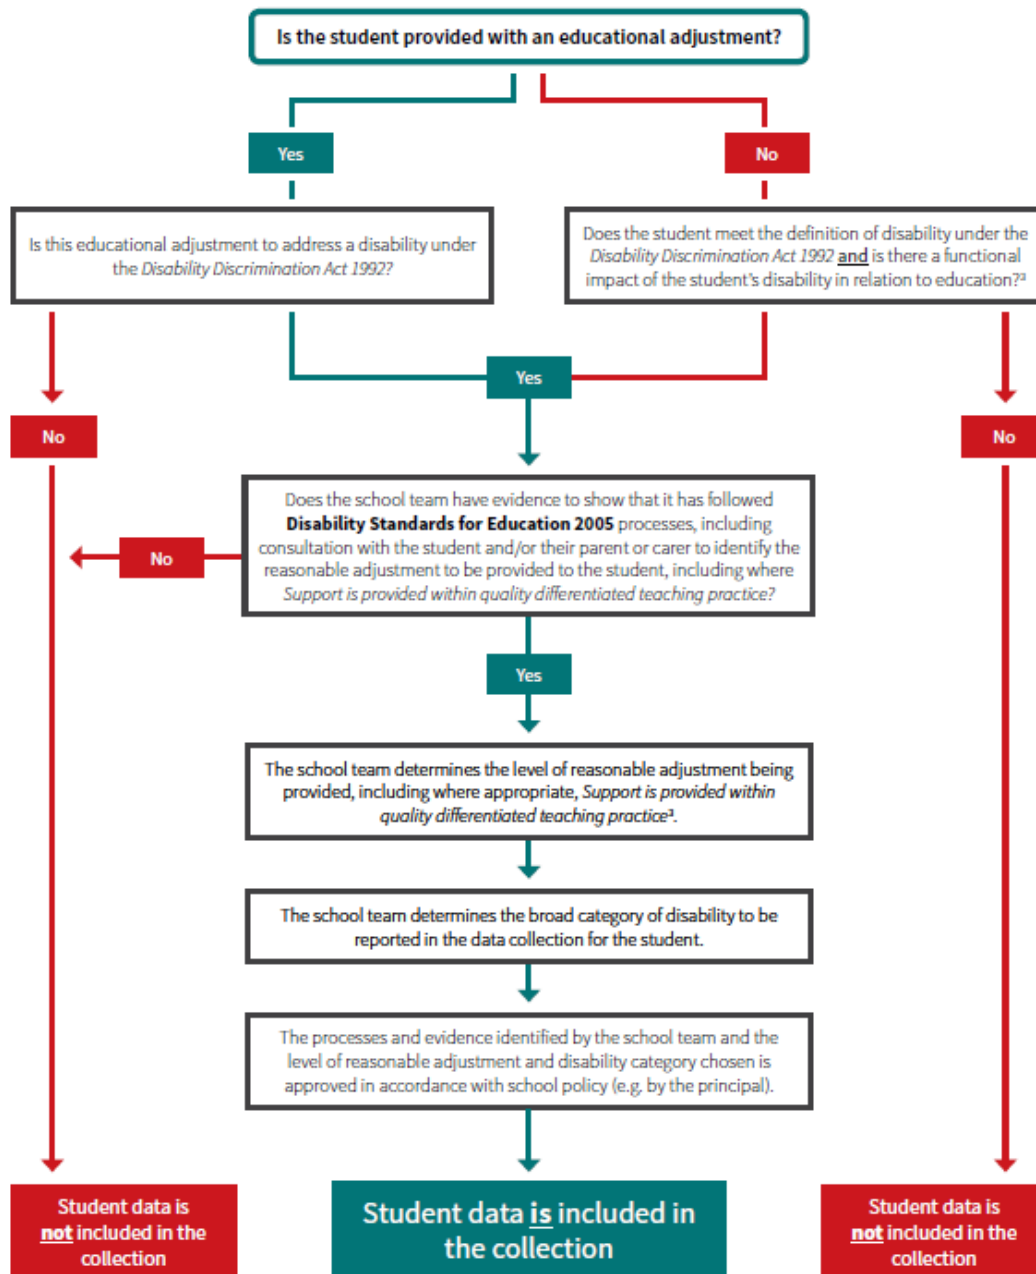 Is the student provided with an educational adjustment?
Yes
No
Is this educational adjustment to address a disability under
the Disability Discrimination Act 1992?
Does the student meet the definition of disability under the
Disability Discrimination Act 1992 and is there a functional
impact of the student's disability in relation to education?²
Yes
No
No
Does the school team have evidence to show that it has followed
Disability Standards for Education 2005 processes, including
consultation with the student and/or their parent or carer to identify the
reasonable adjustment to be provided to the student, including where
Support is provided within quality differentiated teaching practice?
No
Yes
The school team determines the level of reasonable adjustment being
provided, including where appropriate, Support is provided within
quality differentiated teaching practice³.
The school team determines the broad category of disability to be
reported in the data collection for the student.
The processes and evidence identified by the school team and the
level of reasonable adjustment and disability category chosen is
approved in accordance with school policy (e.g. by the principal).
Student data is
not included in the
collection
Student data is included in
the collection
Student data is
not included in the
collection